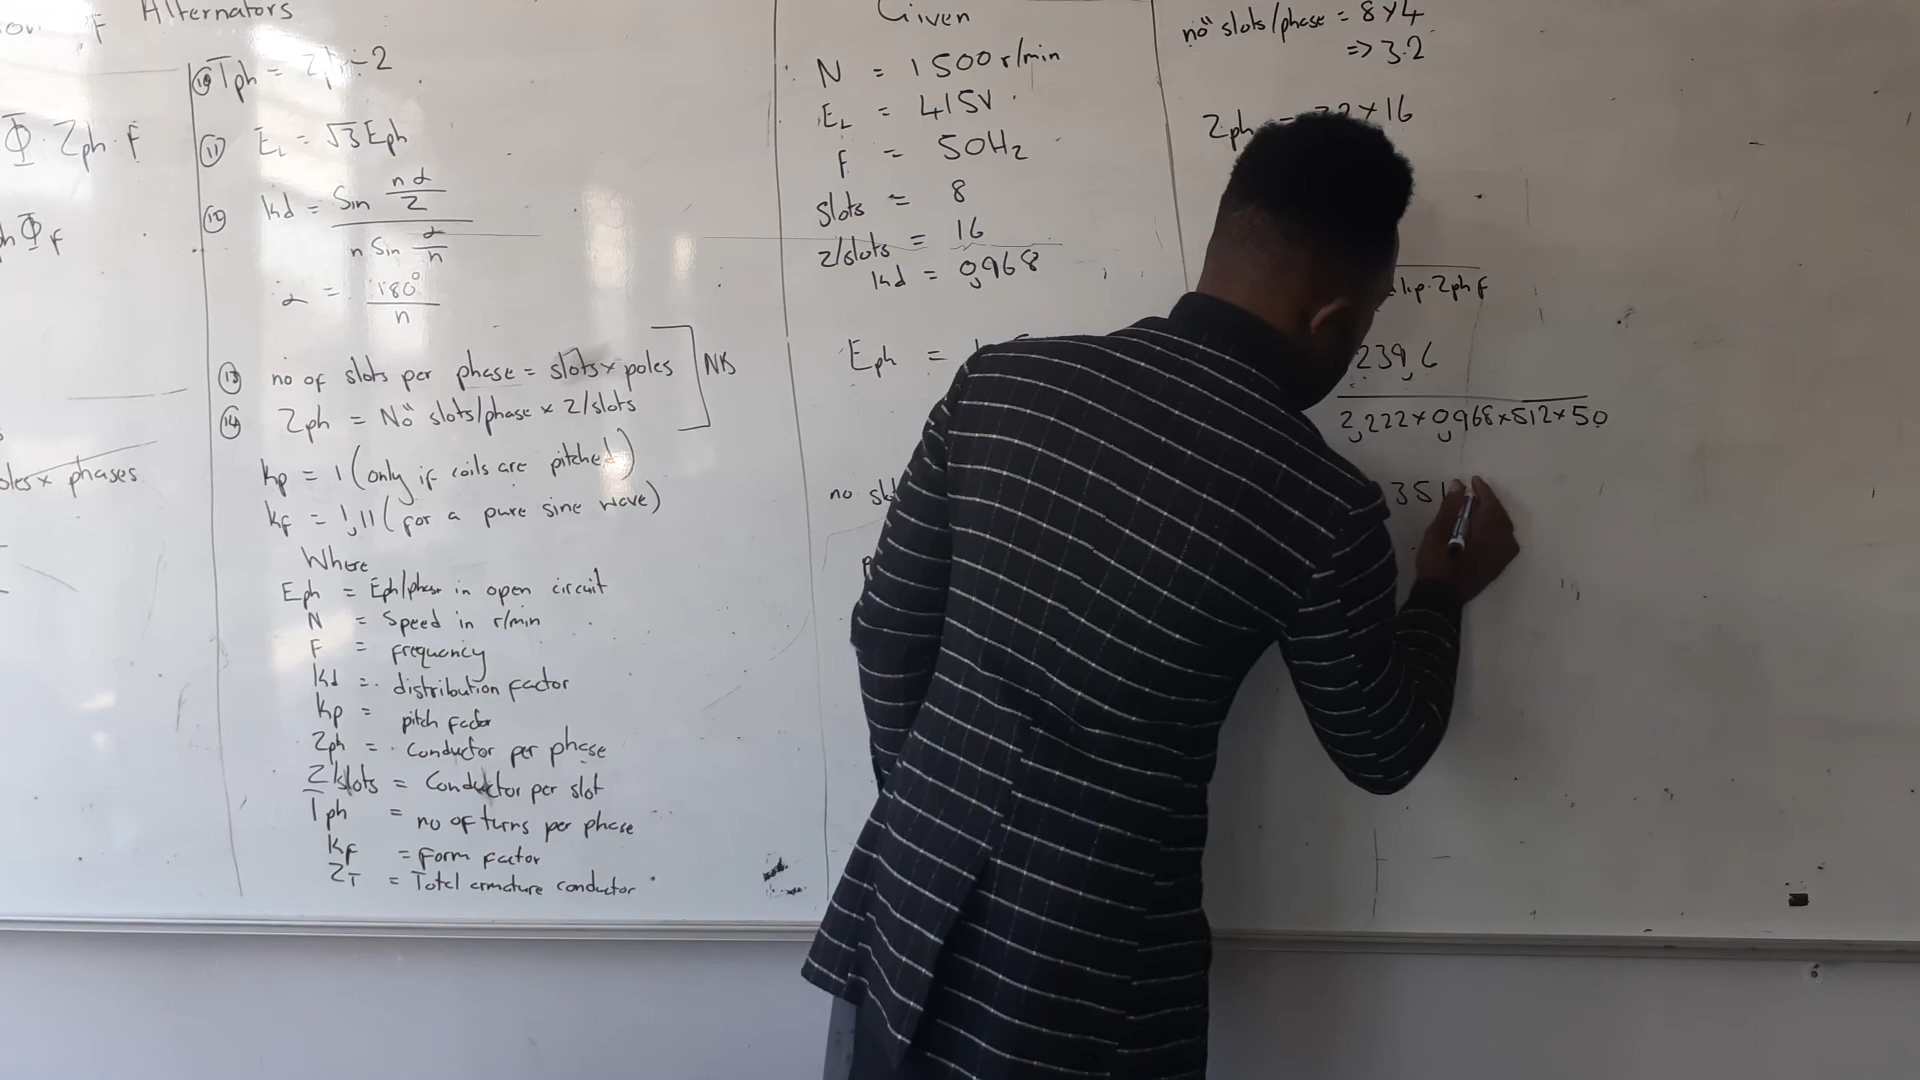 Alternators
Φ · Zph · f
Φf
poles x phases
⑩ Tph = ÷ 2
⑪ EL = √3 Eph
⑫ kd = Sin nα/2
n Sin α/n
α = 180°/n
⑬ no of slots per phase = slots x poles
⑭ Zph = No slots/phase x Z/slots
NB
kp = 1 (only if coils are pitched)
kf = 1,11 (for a pure sine wave)
Where
Eph = Eph/phase in open circuit
N = Speed in r/min
F = frequency
kd = distribution factor
kp = pitch factor
Zph = Conductor per phase
Z/slots = Conductor per slot
Tph = no of turns per phase
kf = form factor
ZT = Total armature conductor
Given
N = 1500 r/min
EL = 415V
f = 50Hz
slots = 8
Z/slots = 16
kd = 0,968
Eph =
no
no slots/phase = 8 x 4
=> 32
Zph = 32 x 16
kp · Zph f
239,6
2,222 x 0,968 x 512 x 50
351